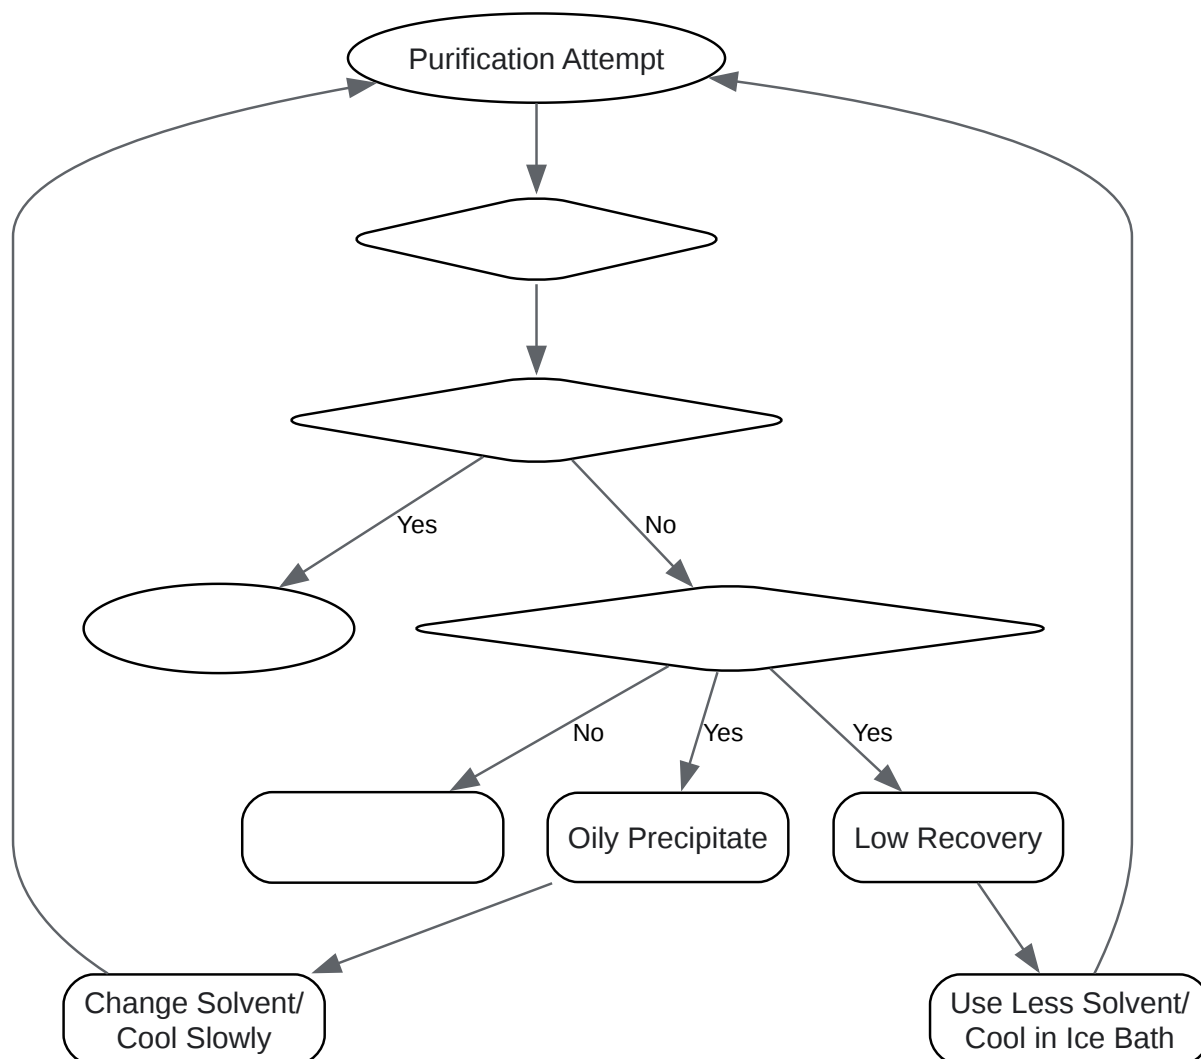 Purification Attempt
Yes
No
No
Yes
Yes
Oily Precipitate
Low Recovery
Change Solvent/
Cool Slowly
Use Less Solvent/
Cool in Ice Bath